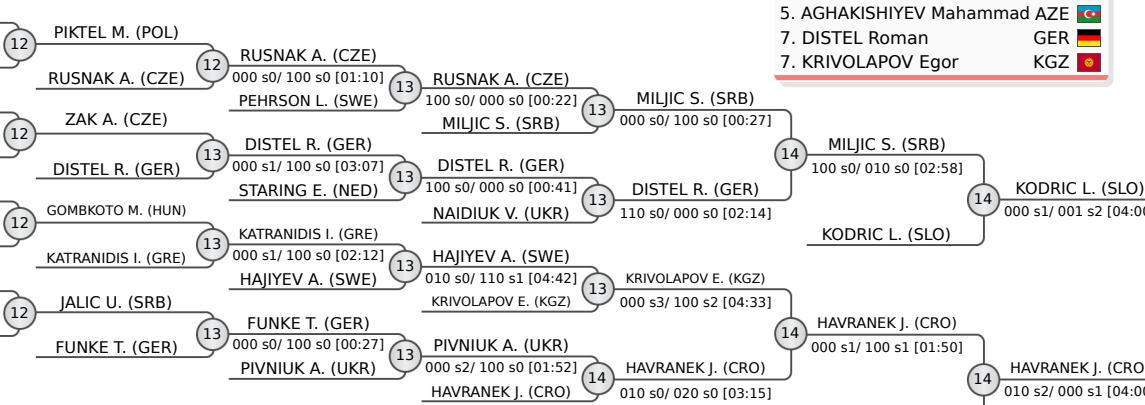 5. AGHAKISHIYEV Mahammad AZE
7. DISTEL Roman GER
7. KRIVOLAPOV Egor KGZ
12
PIKTEL M. (POL)
12
RUSNAK A. (CZE)
RUSNAK A. (CZE)
000 s0/ 100 s0 [01:10]
13
PEHRSON L. (SWE)
RUSNAK A. (CZE)
100 s0/ 000 s0 [00:22]
13
MILJIC S. (SRB)
MILJIC S. (SRB)
000 s0/ 100 s0 [00:27]
12
ZAK A. (CZE)
13
DISTEL R. (GER)
DISTEL R. (GER)
000 s1/ 100 s0 [03:07]
13
STARING E. (NED)
DISTEL R. (GER)
100 s0/ 000 s0 [00:41]
13
NAIDIUK V. (UKR)
DISTEL R. (GER)
110 s0/ 000 s0 [02:14]
14
MILJIC S. (SRB)
100 s0/ 010 s0 [02:58]
14
KODRIC L. (SLO)
KODRIC L. (SLO)
000 s1/ 001 s2
12
GOMBKOTO M. (HUN)
13
KATRANIDIS I. (GRE)
KATRANIDIS I. (GRE)
000 s1/ 100 s0 [02:12]
13
HAJIYEV A. (SWE)
HAJIYEV A. (SWE)
010 s0/ 110 s1 [04:42]
13
KRIVOLAPOV E. (KGZ)
KRIVOLAPOV E. (KGZ)
000 s3/ 100 s2 [04:33]
12
JALIC U. (SRB)
13
FUNKE T. (GER)
FUNKE T. (GER)
000 s0/ 100 s0 [00:27]
13
PIVNIUK A. (UKR)
PIVNIUK A. (UKR)
000 s2/ 100 s0 [01:52]
14
HAVRANEK J. (CRO)
HAVRANEK J. (CRO)
010 s0/ 020 s0 [03:15]
14
HAVRANEK J. (CRO)
000 s1/ 100 s1 [01:50]
14
HAVRANEK J. (CRO
010 s2/ 000 s1